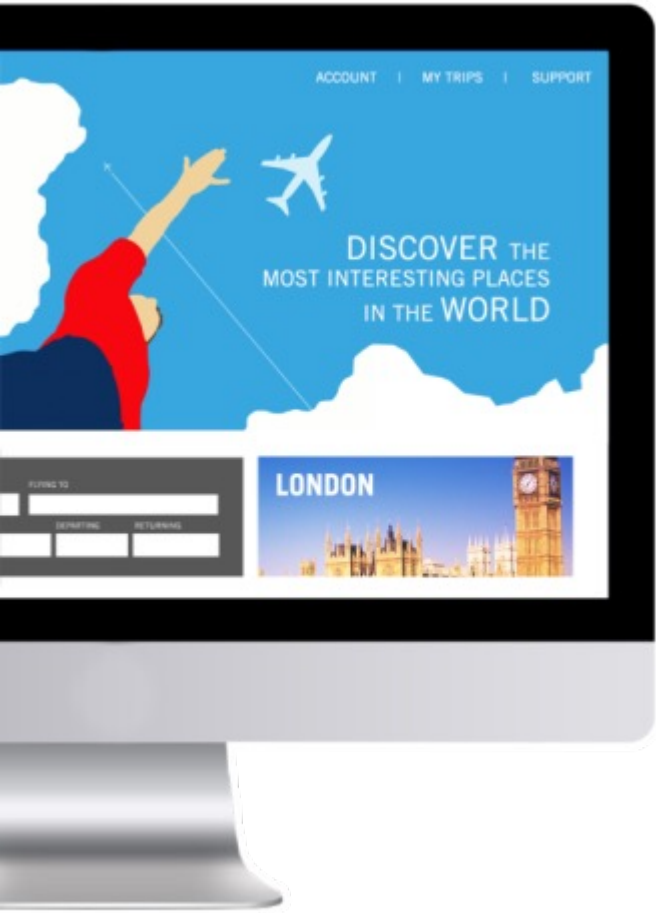 ACCOUNT | MY TRIPS | SUPPORT
DISCOVER THE
MOST INTERESTING PLACES
IN THE WORLD
FLYING TO
DEPARTING RETURNING
LONDON